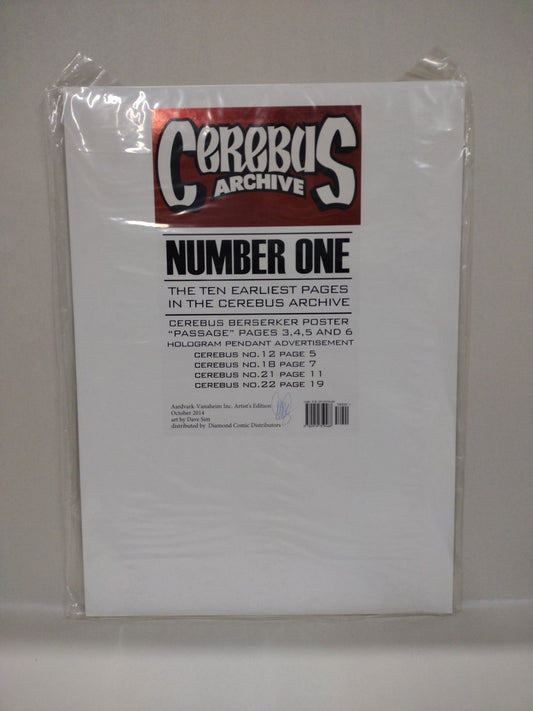 CEREBUS
ARCHIVE
NUMBER ONE
THE TEN EARLIEST PAGES
IN THE CEREBUS ARCHIVE
CEREBUS BERSERKER POSTER
"PASSAGE" PAGES 3,4,5 AND 6
HOLOGRAM PENDANT ADVERTISEMENT
CEREBUS NO.12 PAGE 5
CEREBUS NO.18 PAGE 7
CEREBUS NO.21 PAGE 11
CEREBUS NO.22 PAGE 19
Aardvark-Vanaheim Inc. Artist's Edition
October 2014
art by Dave Sim
distributed by Diamond Comic Distributors